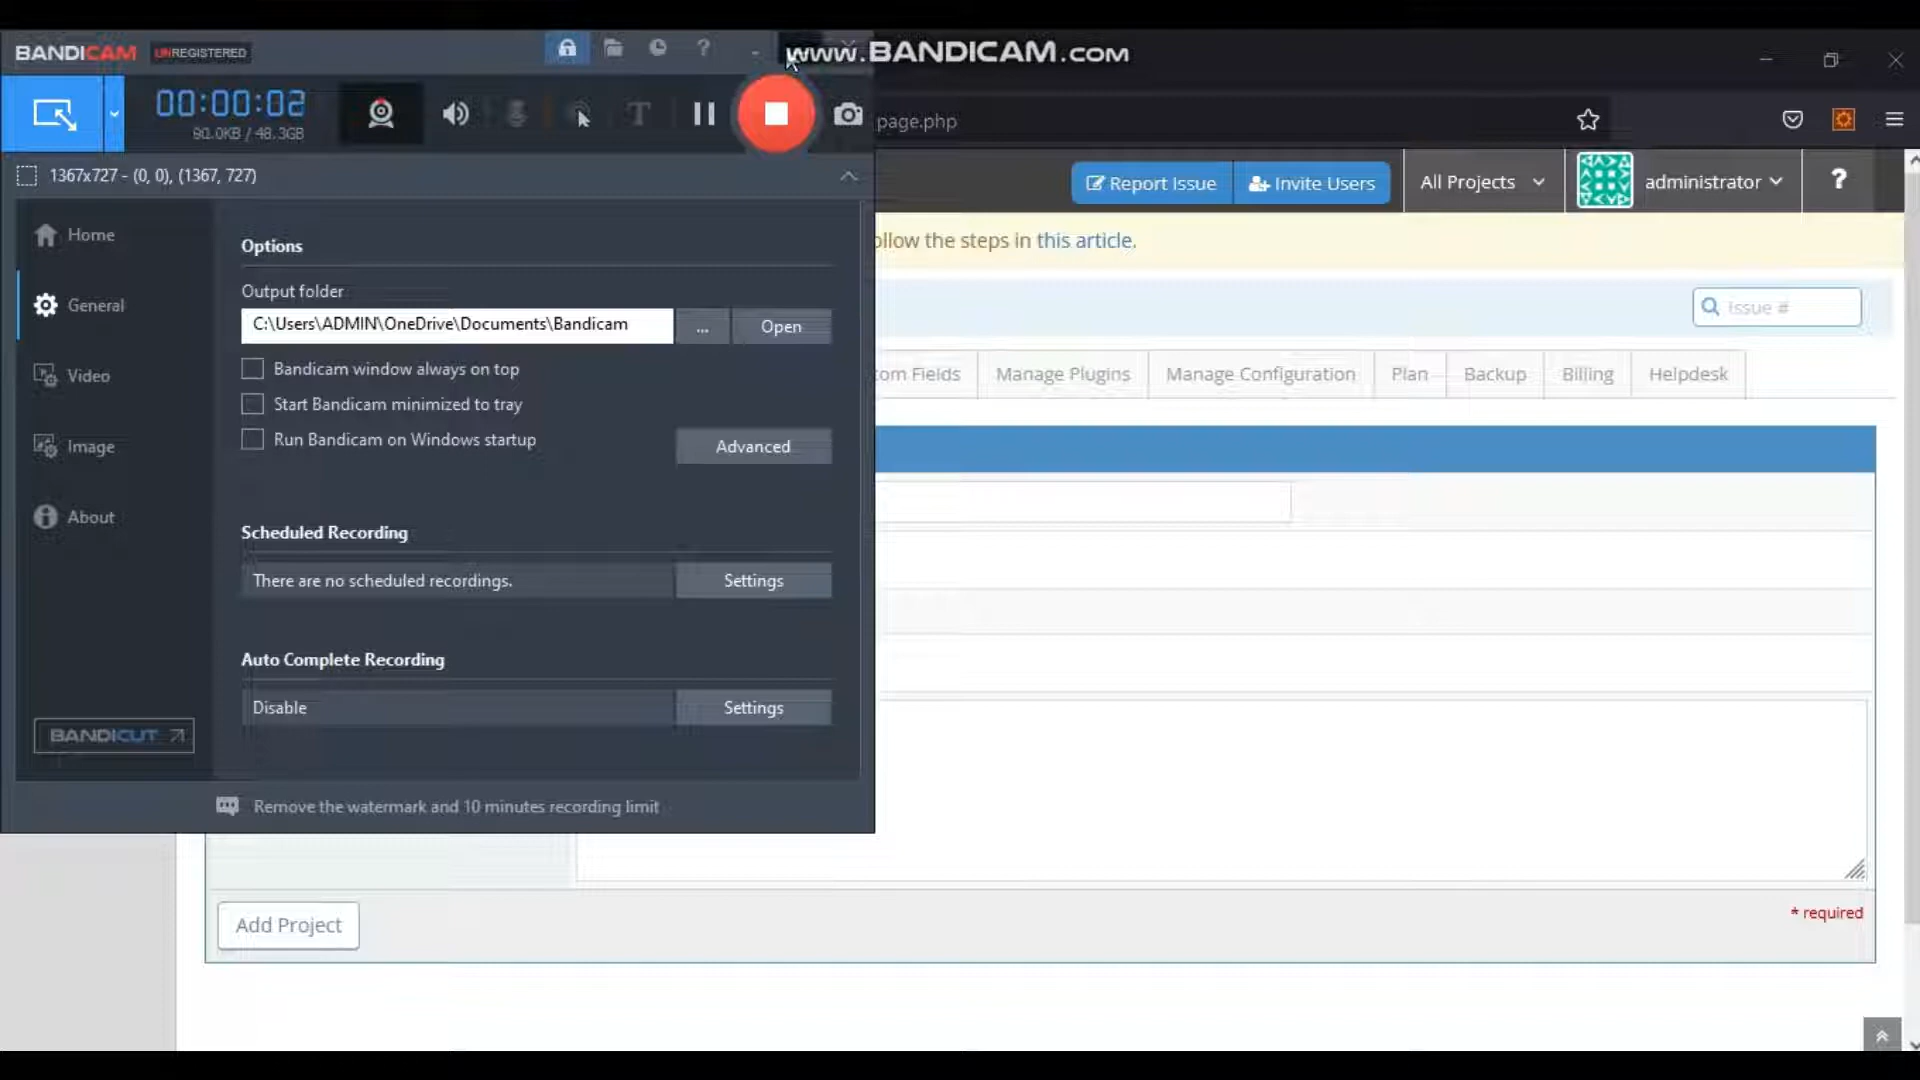 BANDICAM UNREGISTERED
?
www.BANDICAM.com
00:00:02
90.0KB / 48.3GB
T
page.php
1367x727 - (0, 0), (1367, 727)
Report Issue
Invite Users
All Projects
administrator
?
ollow the steps in this article.
Home
General
Video
Image
About
BANDICUT
Options
Output folder
C:\Users\ADMIN\OneDrive\Documents\Bandicam
...
Open
Bandicam window always on top
Start Bandicam minimized to tray
Run Bandicam on Windows startup
Advanced
Scheduled Recording
There are no scheduled recordings.
Settings
Auto Complete Recording
Disable
Settings
Remove the watermark and 10 minutes recording limit
Issue #
om Fields
Manage Plugins
Manage Configuration
Plan
Backup
Billing
Helpdesk
Add Project
* required